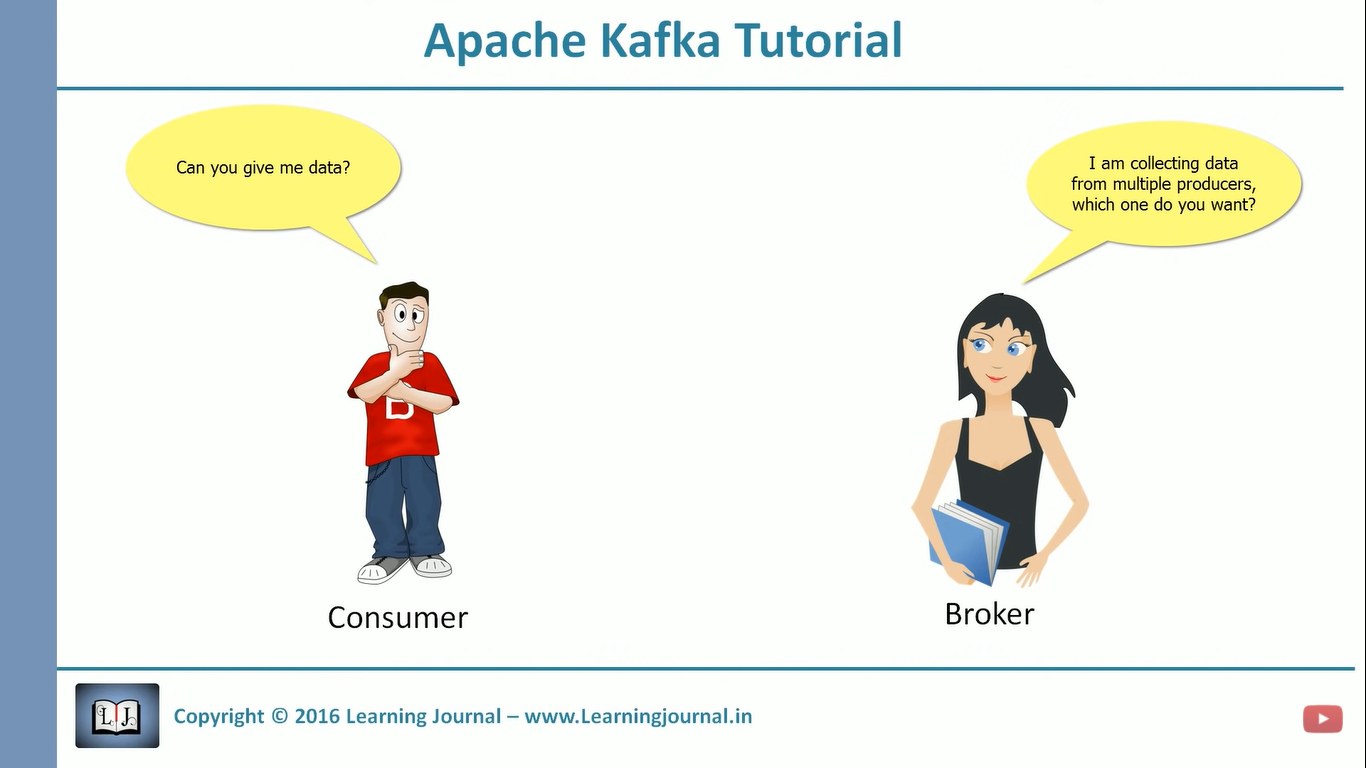 Apache Kafka Tutorial
Can you give me data?
I am collecting data
from multiple producers,
which one do you want?
B
Consumer
Broker
LJ
Copyright © 2016 Learning Journal – www.Learningjournal.in